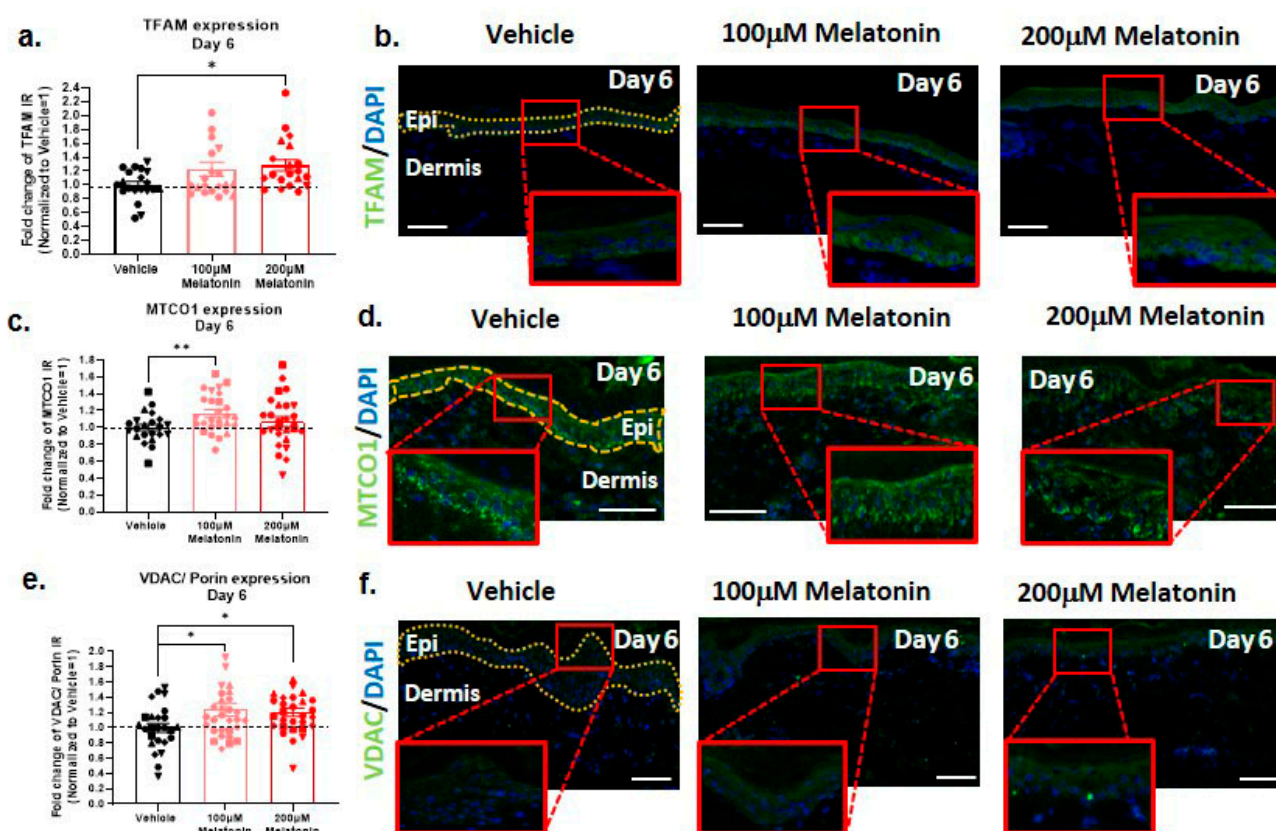 a.
TFAM expression
Day 6
*
Fold change of TFAM IR
(Normalized to Vehicle=1)
2.4
2.2
2.0
1.8
1.6
1.4
1.2
1.0
0.8
0.6
0.4
0.2
0.0
Vehicle
100μM
Melatonin
200μM
Melatonin
b.
Vehicle
100μM Melatonin
200μM Melatonin
TFAM/DAPI
Day 6
Epi
Dermis
Day 6
Day 6
c.
MTCO1 expression
Day 6
**
Fold change of MTCO1 IR
(Normalized to Vehicle=1)
1.8
1.6
1.4
1.2
1.0
0.8
0.6
0.4
0.2
0.0
Vehicle
100μM
Melatonin
200μM
Melatonin
d.
Vehicle
100μM Melatonin
200μM Melatonin
MTCO1/DAPI
Day 6
Epi
Dermis
Day 6
Day 6
e.
VDAC/ Porin expression
Day 6
*
*
Fold change of VDAC/ Porin IR
(Normalized to Vehicle=1)
2.0
1.8
1.6
1.4
1.2
1.0
0.8
0.6
0.4
0.2
0.0
Vehicle
100μM
Melatonin
200μM
Melatonin
f.
Vehicle
100μM Melatonin
200μM Melatonin
VDAC/DAPI
Day 6
Epi
Dermis
Day 6
Day 6